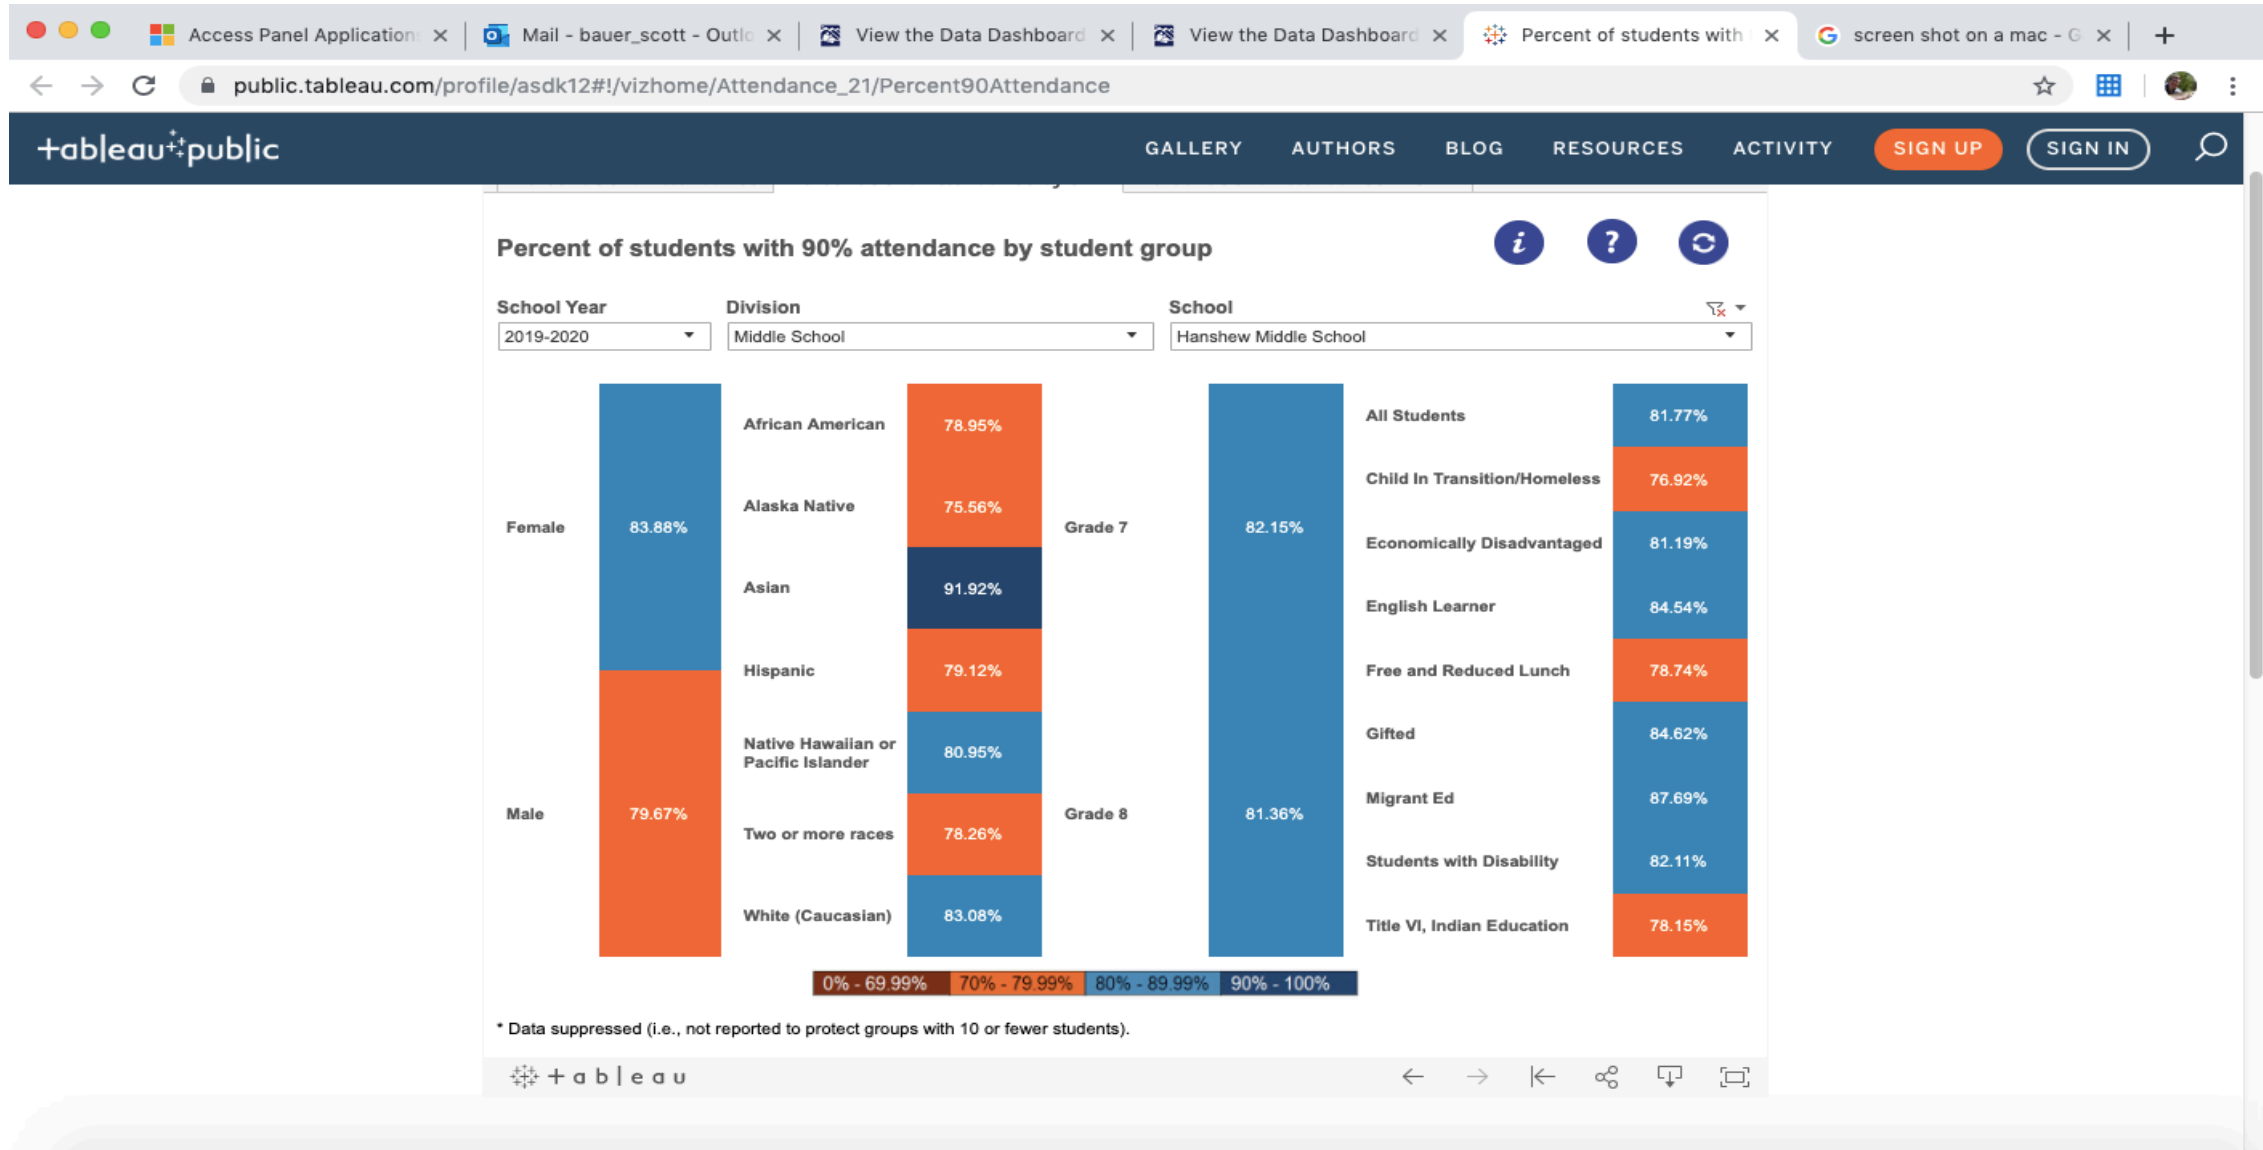 Access Panel Application
Mail - bauer_scott - Outlo
View the Data Dashboard
View the Data Dashboard
Percent of students with
screen shot on a mac - G
public.tableau.com/profile/asdk12#!/vizhome/Attendance_21/Percent90Attendance
+ab|eau public
GALLERY AUTHORS BLOG RESOURCES ACTIVITY SIGN UP SIGN IN
Percent of students with 90% attendance by student group
School Year
2019-2020
Division
Middle School
School
Hanshew Middle School
Female 83.88%
Male 79.67%
African American 78.95%
Alaska Native 75.56%
Asian 91.92%
Hispanic 79.12%
Native Hawaiian or
Pacific Islander 80.95%
Two or more races 78.26%
White (Caucasian) 83.08%
Grade 7 82.15%
Grade 8 81.36%
All Students 81.77%
Child In Transition/Homeless 76.92%
Economically Disadvantaged 81.19%
English Learner 84.54%
Free and Reduced Lunch 78.74%
Gifted 84.62%
Migrant Ed 87.69%
Students with Disability 82.11%
Title VI, Indian Education 78.15%
0% - 69.99% 70% - 79.99% 80% - 89.99% 90% - 100%
* Data suppressed (i.e., not reported to protect groups with 10 or fewer students).
+ab|eau